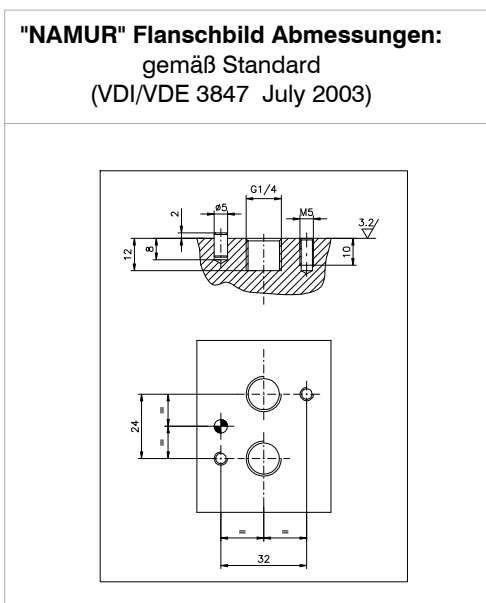 "NAMUR" Flanschbild Abmessungen:
gemäß Standard
(VDI/VDE 3847 July 2003)
G1/4
2
ø5
M5
3.2/
12
8
10
24
=
=
=
=
32